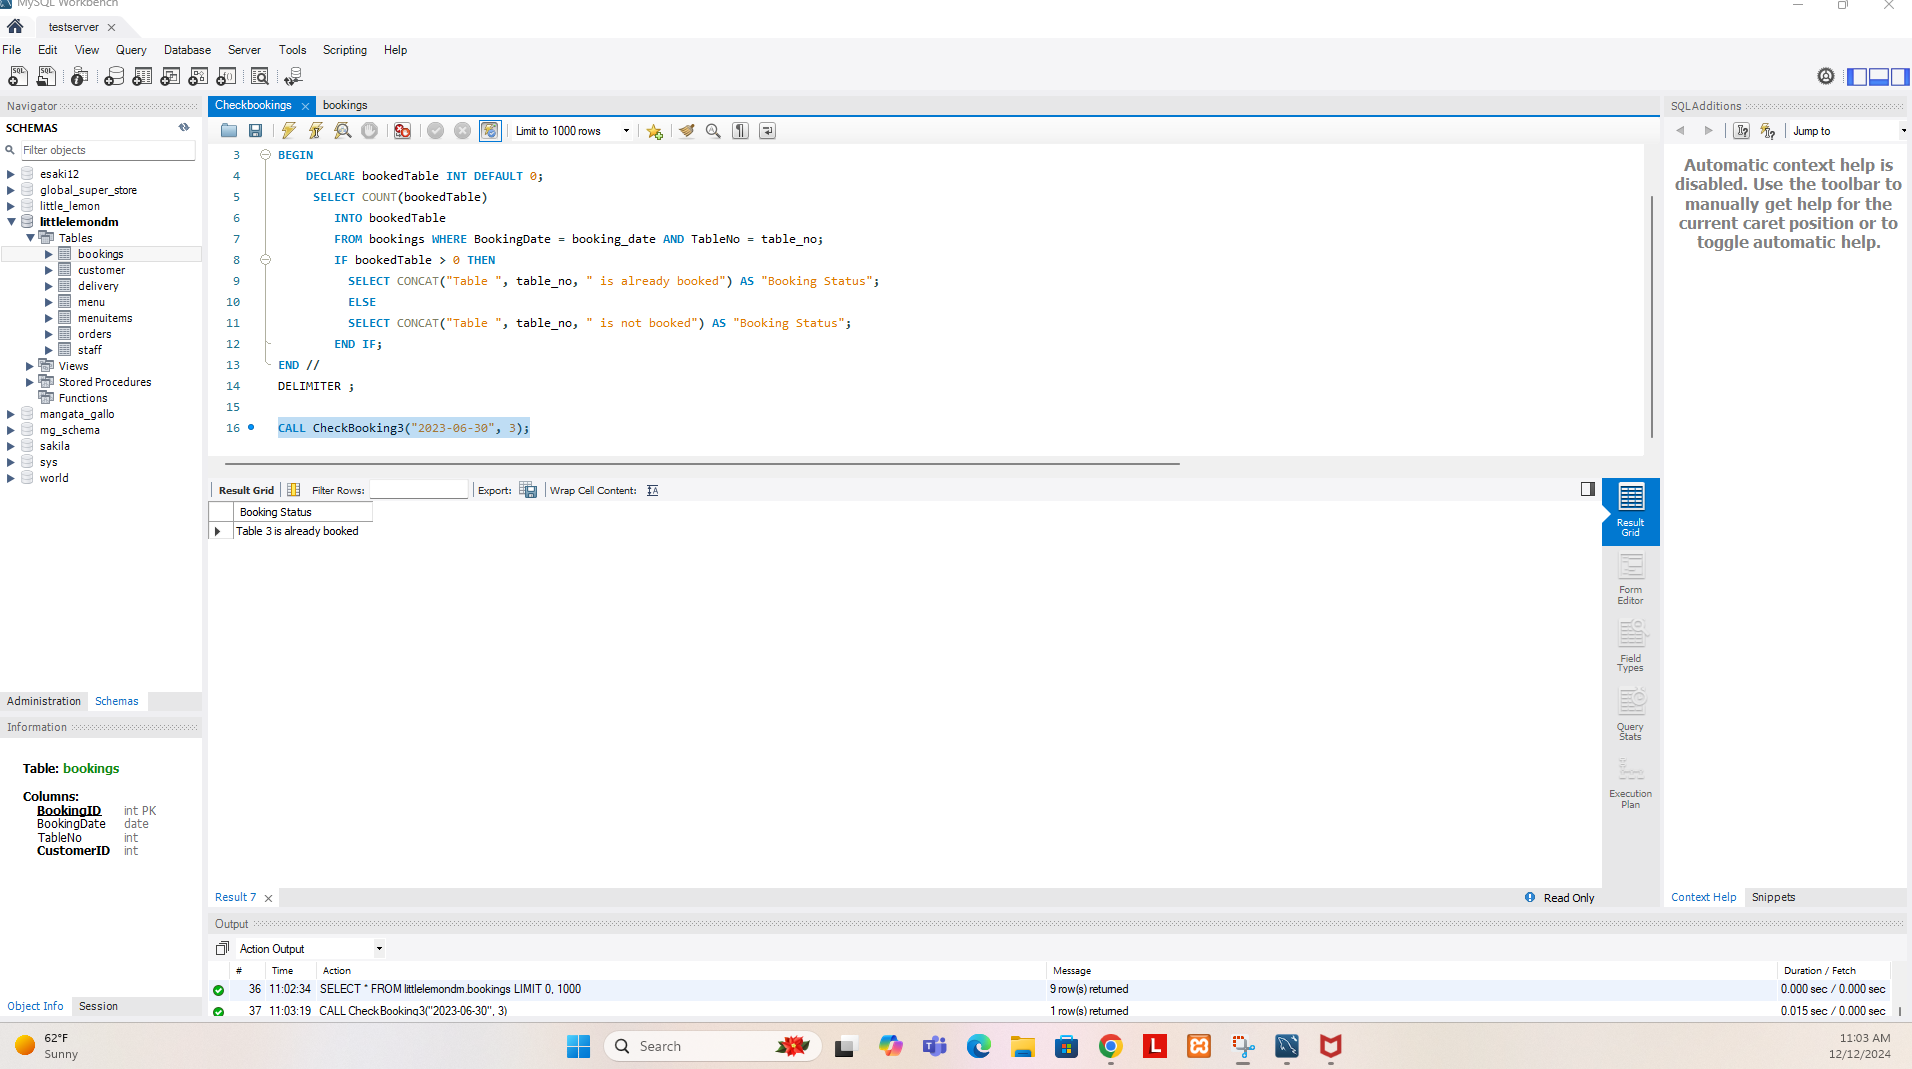 MySQL Workbench
testserver
File Edit View Query Database Server Tools Scripting Help
Navigator
SCHEMAS
Filter objects
esaki12
global_super_store
little_lemon
littlelemondm
Tables
bookings
customer
delivery
menu
menuitems
orders
staff
Views
Stored Procedures
Functions
mangata_gallo
mg_schema
sakila
sys
world
Administration Schemas
Information
Table: bookings
Columns:
BookingID int PK
BookingDate date
TableNo int
CustomerID int
Object Info Session
Checkbookings bookings
Limit to 1000 rows
3 BEGIN
4 DECLARE bookedTable INT DEFAULT 0;
5 SELECT COUNT(bookedTable)
6 INTO bookedTable
7 FROM bookings WHERE BookingDate = booking_date AND TableNo = table_no;
8 IF bookedTable > 0 THEN
9 SELECT CONCAT("Table ", table_no, " is already booked") AS "Booking Status";
10 ELSE
11 SELECT CONCAT("Table ", table_no, " is not booked") AS "Booking Status";
12 END IF;
13 END //
14 DELIMITER ;
15
16 CALL CheckBooking3("2023-06-30", 3);
Result Grid Filter Rows: Export: Wrap Cell Content:
Booking Status
Table 3 is already booked
Result Grid
Form Editor
Field Types
Query Stats
Execution Plan
Result 7
Read Only
SQLAdditions
Jump to
Automatic context help is
disabled. Use the toolbar to
manually get help for the
current caret position or to
toggle automatic help.
Context Help Snippets
Output
Action Output
# Time Action Message Duration / Fetch
36 11:02:34 SELECT * FROM littlelemondm.bookings LIMIT 0, 1000 9 row(s) returned 0.000 sec / 0.000 sec
37 11:03:19 CALL CheckBooking3("2023-06-30", 3) 1 row(s) returned 0.015 sec / 0.000 sec
62°F
Sunny
Search
11:03 AM
12/12/2024